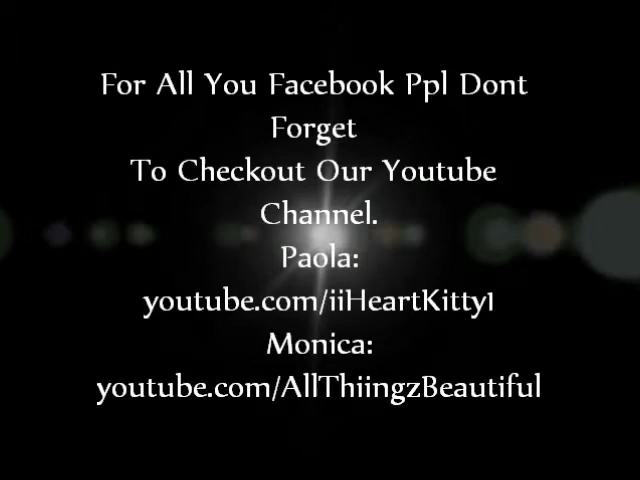 For All You Facebook Ppl Dont
Forget
To Checkout Our Youtube
Channel.
Paola:
youtube.com/iiHeartKitty1
Monica:
youtube.com/AllThiingzBeautiful